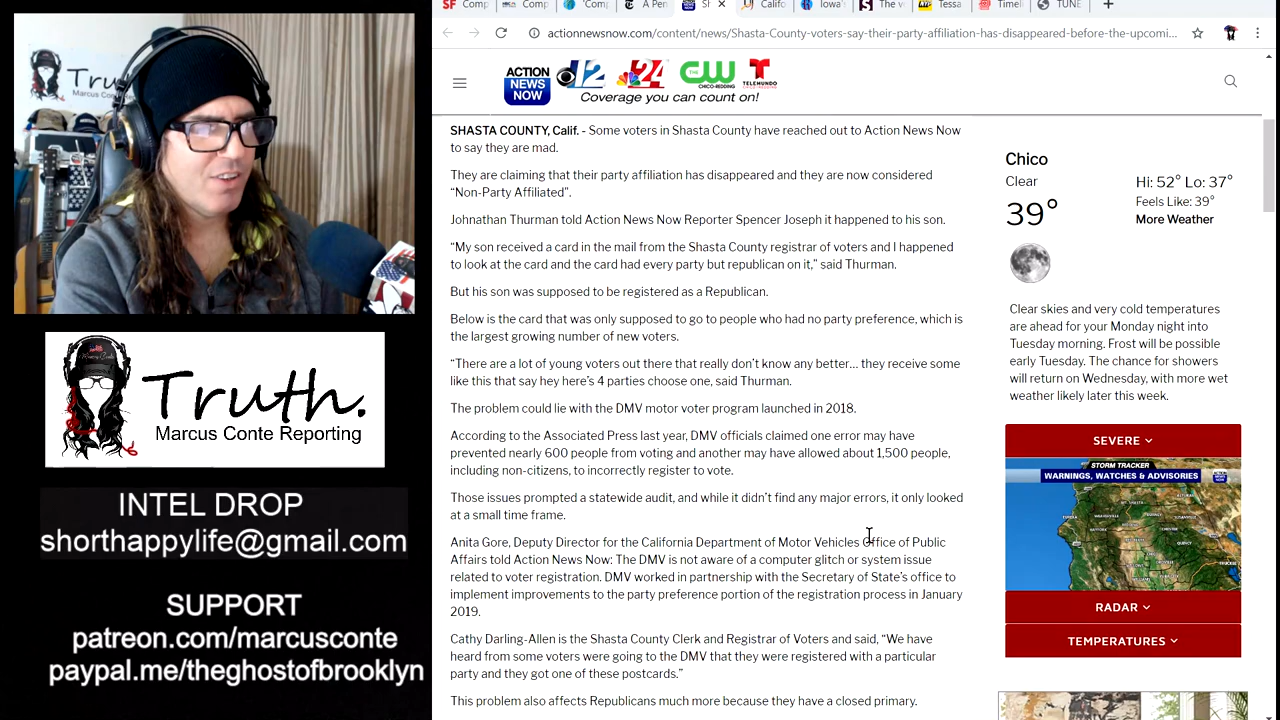 Truth.
Marcus Conte Reporting
Truth.
Marcus Conte Reporting
INTEL DROP
shorthappylife@gmail.com
SUPPORT
patreon.com/marcusconte
paypal.me/theghostofbrooklyn
Comp
Comp
'Comp
A Pen
Sh
Califo
Iowa'
The v
Tessa
Timel
TUNE
actionnewsnow.com/content/news/Shasta-County-voters-say-their-party-affiliation-has-disappeared-before-the-upcomi...
ACTION NEWS NOW
12
24
THE CW
CHICO-REDDING
TELEMUNDO
Coverage you can count on!
SHASTA COUNTY, Calif. - Some voters in Shasta County have reached out to Action News Now
to say they are mad.
They are claiming that their party affiliation has disappeared and they are now considered
“Non-Party Affiliated”.
Johnathan Thurman told Action News Now Reporter Spencer Joseph it happened to his son.
“My son received a card in the mail from the Shasta County registrar of voters and I happened
to look at the card and the card had every party but republican on it,” said Thurman.
But his son was supposed to be registered as a Republican.
Below is the card that was only supposed to go to people who had no party preference, which is
the largest growing number of new voters.
“There are a lot of young voters out there that really don’t know any better... they receive some
like this that say hey here’s 4 parties choose one, said Thurman.
The problem could lie with the DMV motor voter program launched in 2018.
According to the Associated Press last year, DMV officials claimed one error may have
prevented nearly 600 people from voting and another may have allowed about 1,500 people,
including non-citizens, to incorrectly register to vote.
Those issues prompted a statewide audit, and while it didn’t find any major errors, it only looked
at a small time frame.
Anita Gore, Deputy Director for the California Department of Motor Vehicles Office of Public
Affairs told Action News Now: The DMV is not aware of a computer glitch or system issue
related to voter registration. DMV worked in partnership with the Secretary of State’s office to
implement improvements to the party preference portion of the registration process in January
2019.
Cathy Darling-Allen is the Shasta County Clerk and Registrar of Voters and said, “We have
heard from some voters were going to the DMV that they were registered with a particular
party and they got one of these postcards.”
This problem also affects Republicans much more because they have a closed primary.
Chico
Clear
39°
Hi: 52° Lo: 37°
Feels Like: 39°
More Weather
Clear skies and very cold temperatures
are ahead for your Monday night into
Tuesday morning. Frost will be possible
early Tuesday. The chance for showers
will return on Wednesday, with more wet
weather likely later this week.
SEVERE
STORM TRACKER
WARNINGS, WATCHES & ADVISORIES
RADAR
TEMPERATURES